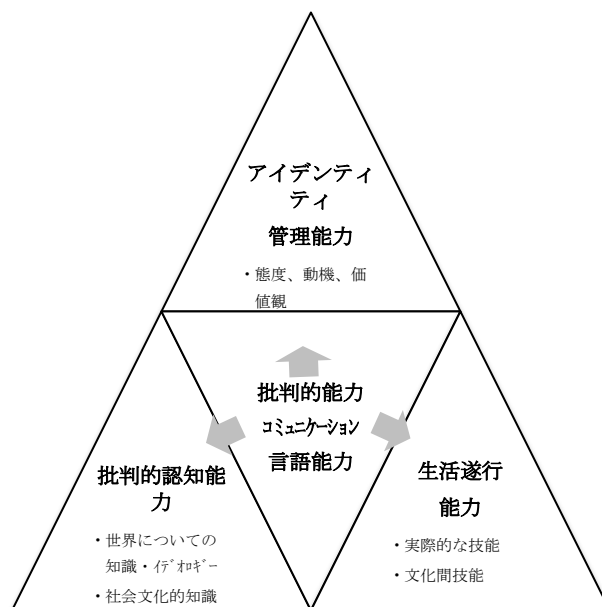 アイデンティ
ティ
管理能力
・態度、動機、価
値観
批判的能力
コミュニケーション
言語能力
批判的認知能
力
・世界についての
知識・イデオロギー
・社会文化的知識
生活遂行
能力
・実際的な技能
・文化間技能